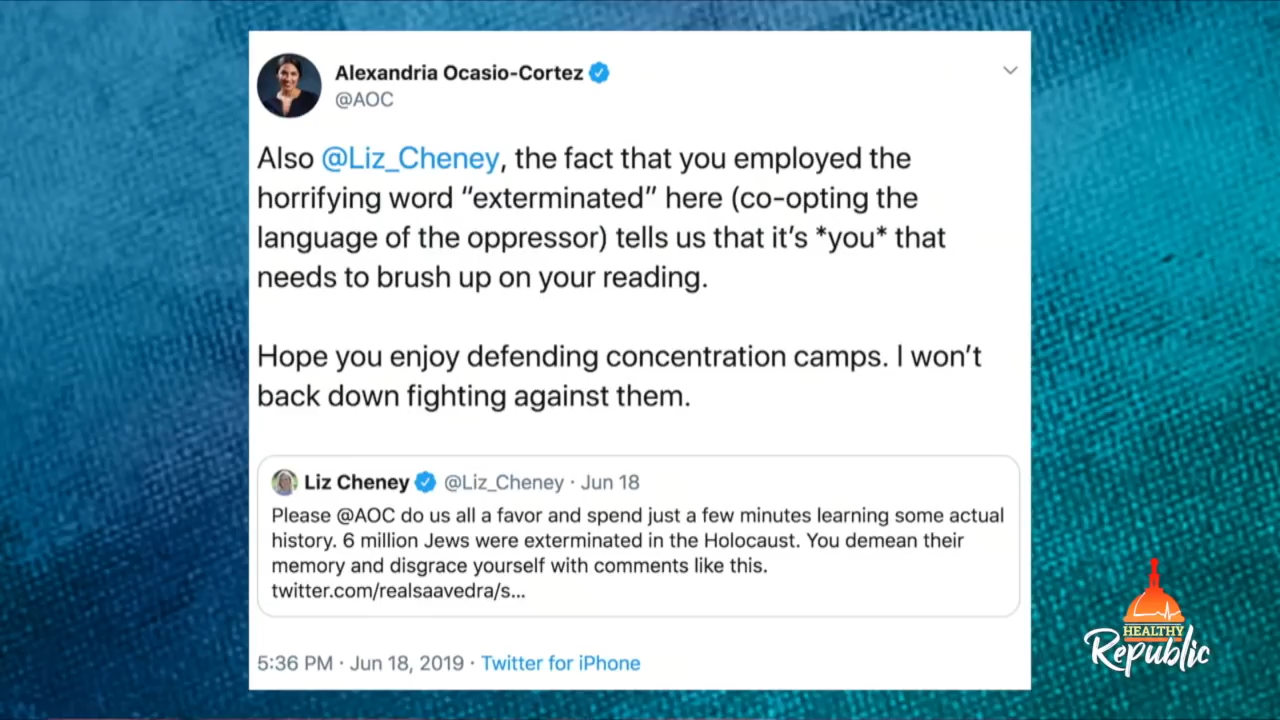 Alexandria Ocasio-Cortez
@AOC
Also @Liz_Cheney, the fact that you employed the
horrifying word “exterminated” here (co-opting the
language of the oppressor) tells us that it’s *you* that
needs to brush up on your reading.
Hope you enjoy defending concentration camps. I won’t
back down fighting against them.
Liz Cheney @Liz_Cheney · Jun 18
Please @AOC do us all a favor and spend just a few minutes learning some actual
history. 6 million Jews were exterminated in the Holocaust. You demean their
memory and disgrace yourself with comments like this.
twitter.com/realsaavedra/s...
5:36 PM · Jun 18, 2019 · Twitter for iPhone
HEALTHY
Republic